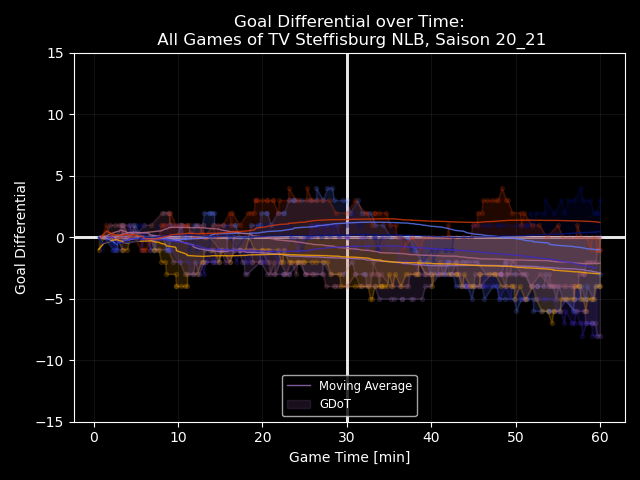 Goal Differential over Time:
All Games of TV Steffisburg NLB, Saison 20_21
Goal Differential
15
10
5
0
−5
−10
−15
Moving Average
GDoT
0
10
20
30
40
50
60
Game Time [min]